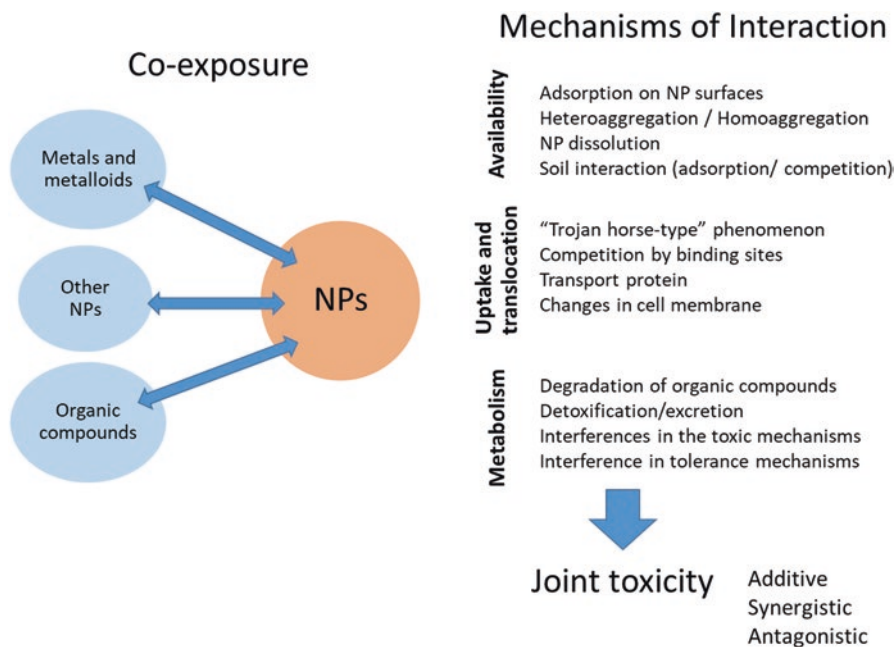 Co-exposure
Metals and
metalloids
Other
NPs
Organic
compounds
NPs
Mechanisms of Interaction
Availability
Adsorption on NP surfaces
Heteroaggregation / Homoaggregation
NP dissolution
Soil interaction (adsorption/ competition)
Uptake and
translocation
“Trojan horse-type” phenomenon
Competition by binding sites
Transport protein
Changes in cell membrane
Metabolism
Degradation of organic compounds
Detoxification/excretion
Interferences in the toxic mechanisms
Interference in tolerance mechanisms
Joint toxicity
Additive
Synergistic
Antagonistic